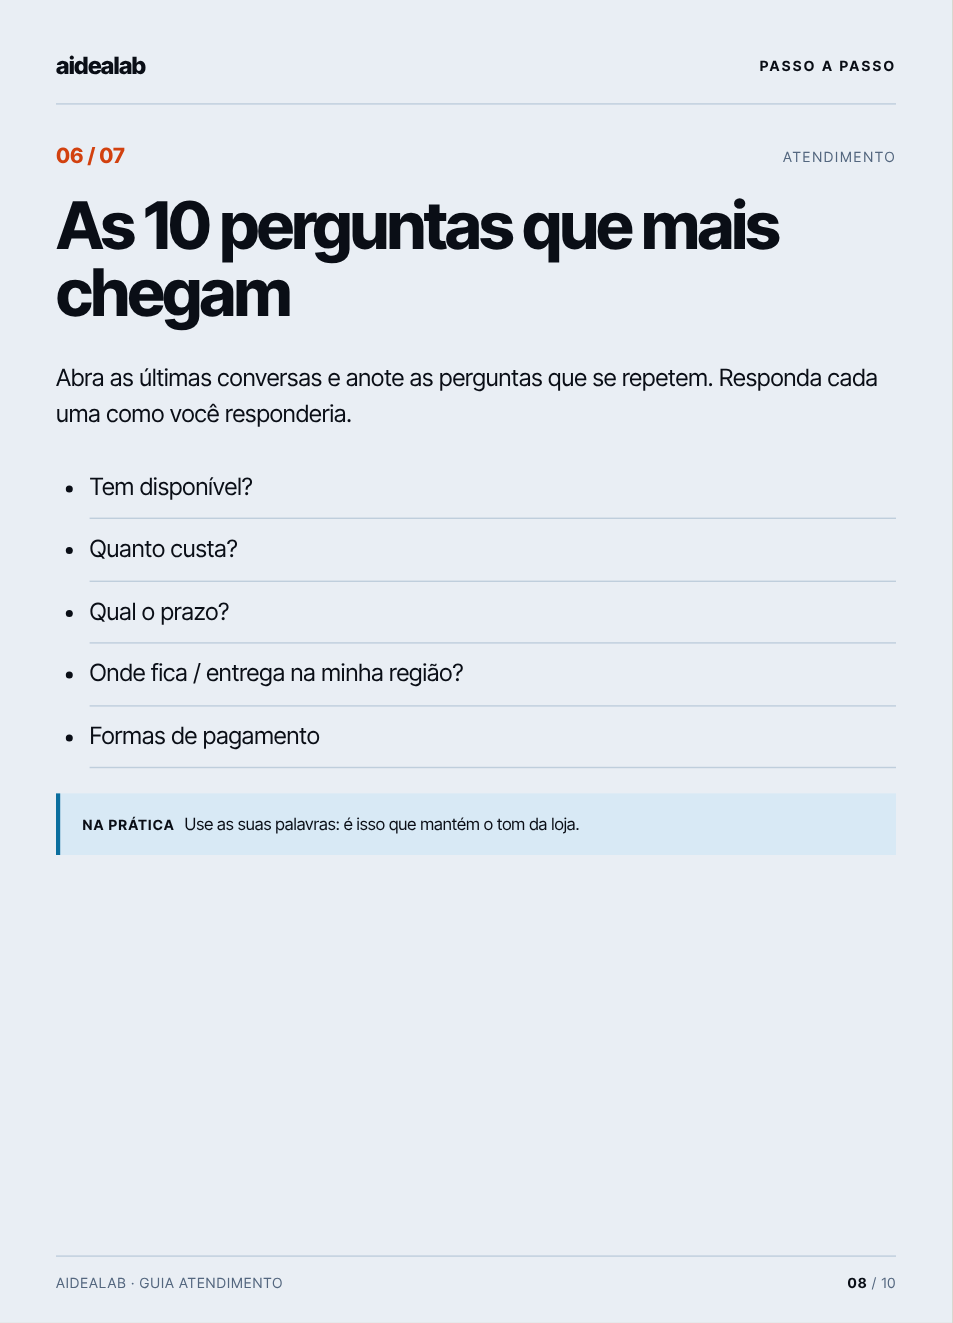 aidealab
PASSO A PASSO
06 / 07
ATENDIMENTO
As 10 perguntas que mais
chegam
Abra as últimas conversas e anote as perguntas que se repetem. Responda cada
uma como você responderia.
• Tem disponível?
• Quanto custa?
• Qual o prazo?
• Onde fica / entrega na minha região?
• Formas de pagamento
NA PRÁTICA Use as suas palavras: é isso que mantém o tom da loja.
AIDEALAB · GUIA ATENDIMENTO
08 / 10